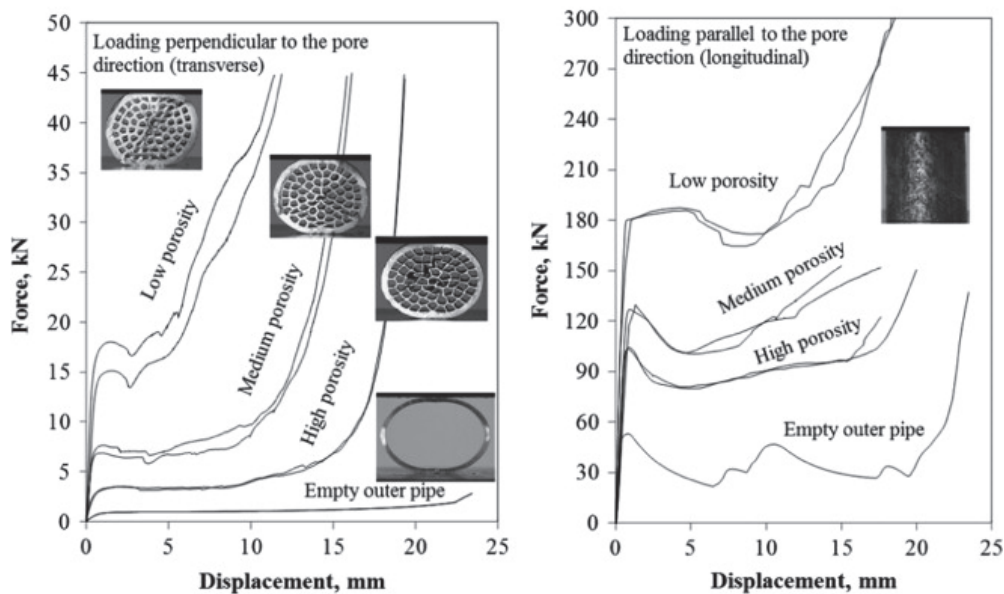 Loading perpendicular to the pore
direction (transverse)
Force, kN
50
45
40
35
30
25
20
15
10
5
0
Low porosity
Medium porosity
High porosity
Empty outer pipe
0 5 10 15 20 25
Displacement, mm
Loading parallel to the pore
direction (longitudinal)
Force, kN
300
270
240
210
180
150
120
90
60
30
0
Low porosity
Medium porosity
High porosity
Empty outer pipe
0 5 10 15 20 25
Displacement, mm